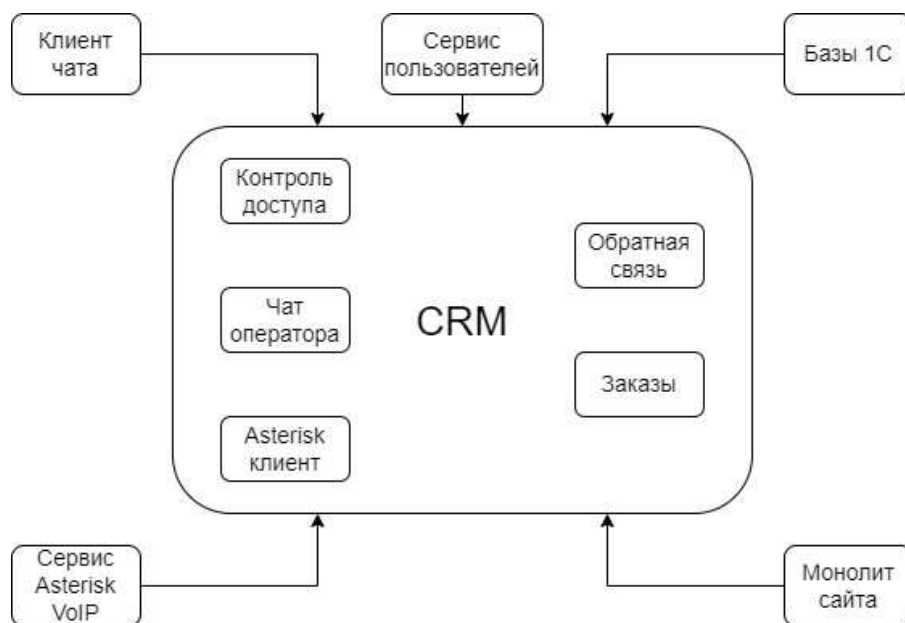 Клиент
чата
Сервис
пользователей
Базы 1С
Контроль
доступа
Обратная
связь
Чат
оператора
CRM
Заказы
Asterisk
клиент
Сервис
Asterisk
VoIP
Монолит
сайта